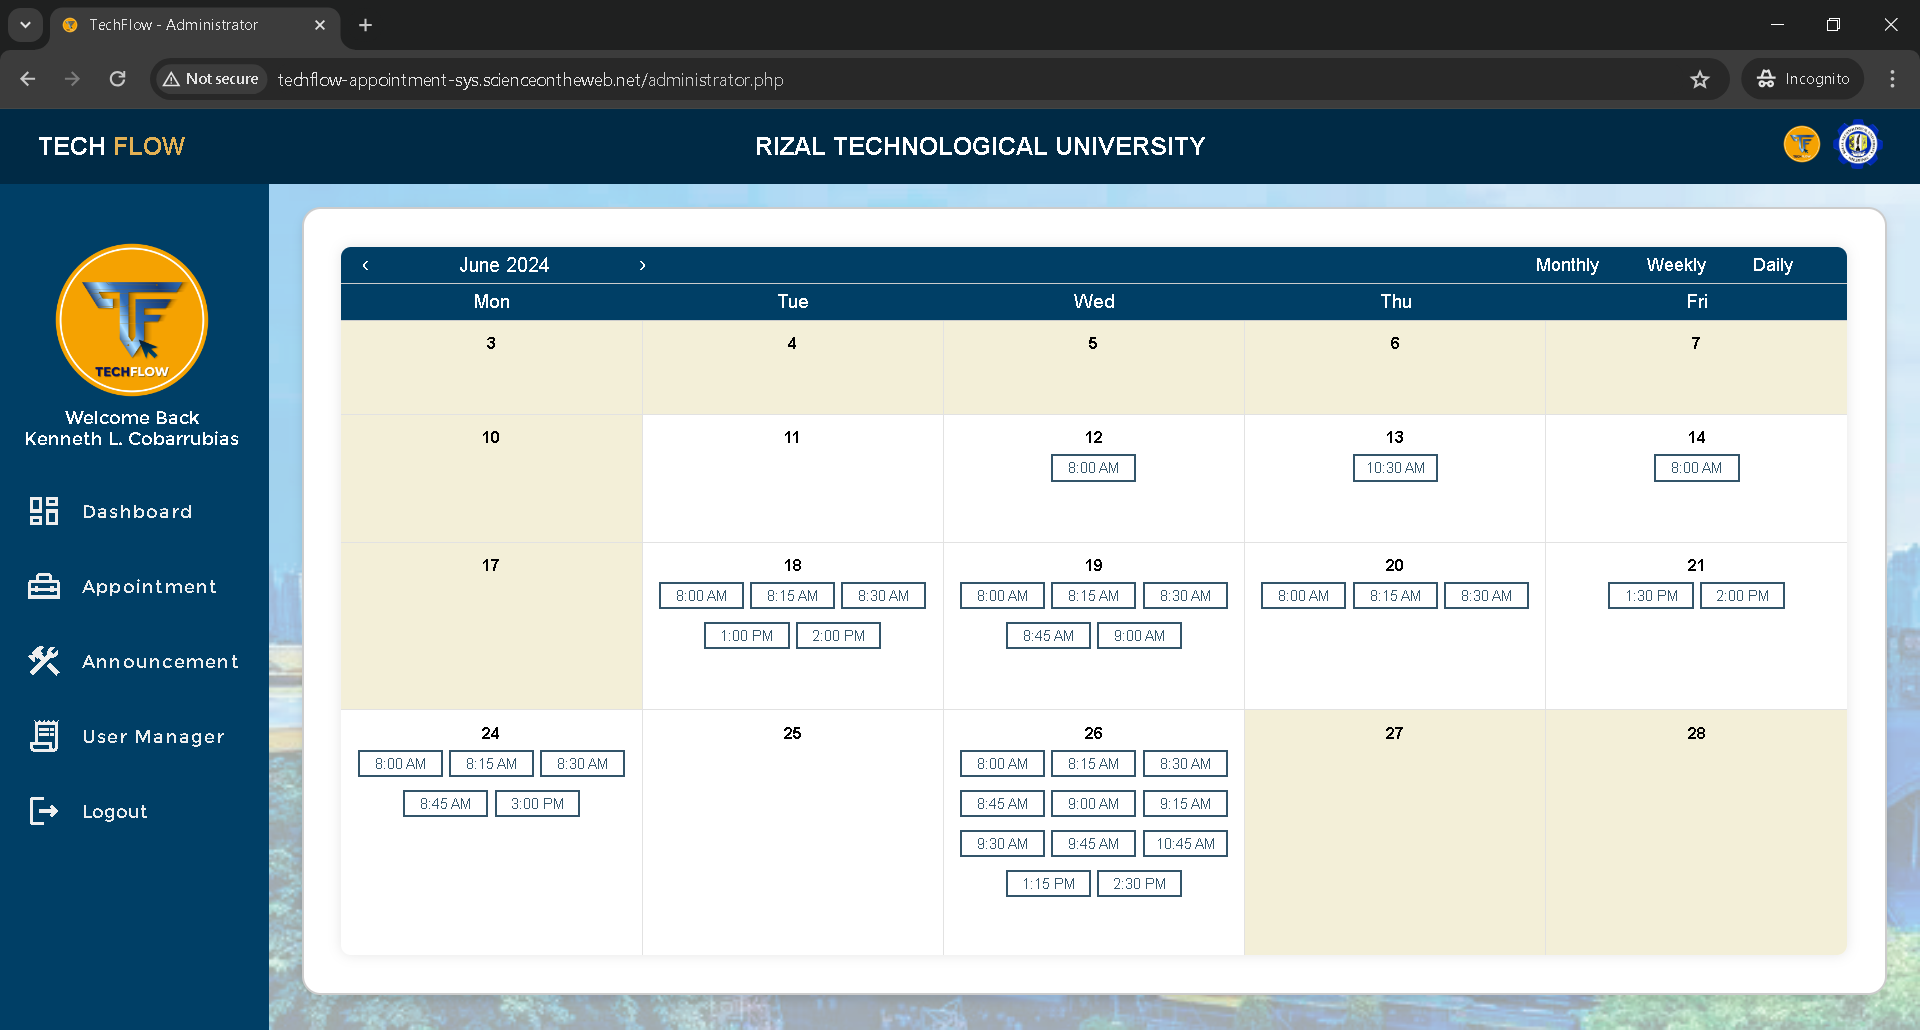 TechFlow - Administrator
Not secure
techflow-appointment-sys.scienceontheweb.net/administrator.php
Incognito
TECH FLOW
RIZAL TECHNOLOGICAL UNIVERSITY
TECHFLOW
Welcome Back
Kenneth L. Cobarrubias
Dashboard
Appointment
Announcement
User Manager
Logout
‹ June 2024 ›
Monthly Weekly Daily
Mon Tue Wed Thu Fri
3 4 5 6 7
10 11 12 13 14
8:00 AM 10:30 AM 8:00 AM
17 18 19 20 21
8:00 AM 8:15 AM 8:30 AM 8:00 AM 8:15 AM 8:30 AM 8:00 AM 8:15 AM 8:30 AM 1:30 PM 2:00 PM
1:00 PM 2:00 PM 8:45 AM 9:00 AM
24 25 26 27 28
8:00 AM 8:15 AM 8:30 AM 8:00 AM 8:15 AM 8:30 AM
8:45 AM 3:00 PM 8:45 AM 9:00 AM 9:15 AM
9:30 AM 9:45 AM 10:45 AM
1:15 PM 2:30 PM